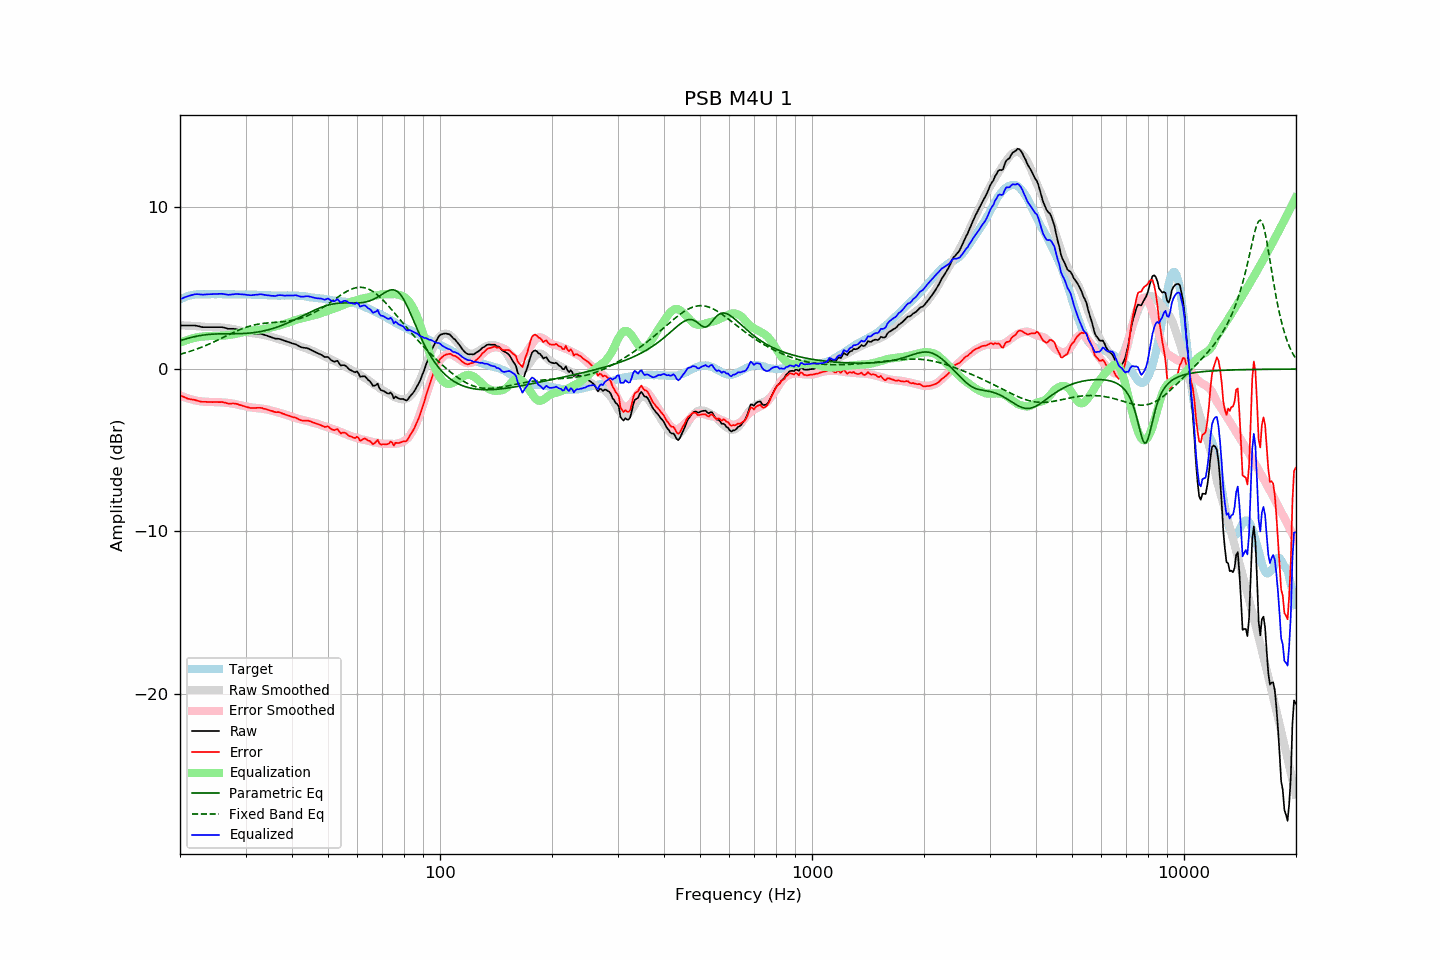 PSB M4U 1
Amplitude (dBr)
10
0
−10
−20
Target
Raw Smoothed
Error Smoothed
Raw
Error
Equalization
Parametric Eq
Fixed Band Eq
Equalized
100
1000
10000
Frequency (Hz)